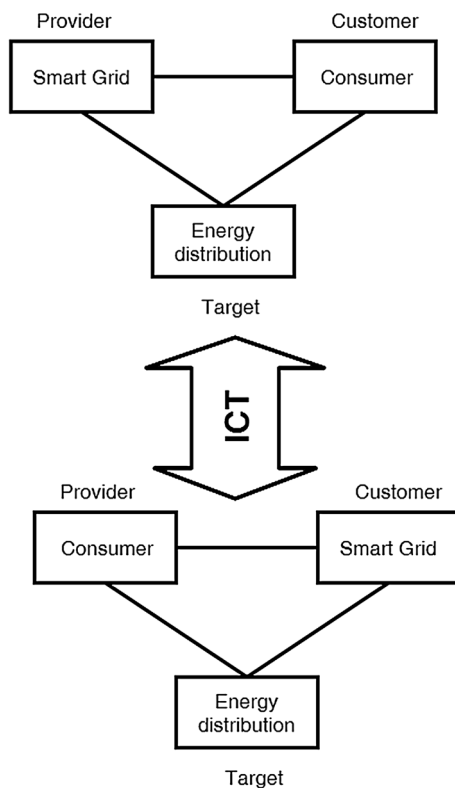 Provider
Customer
Smart Grid
Consumer
Energy
distribution
Target
ICT
Provider
Customer
Consumer
Smart Grid
Energy
distribution
Target